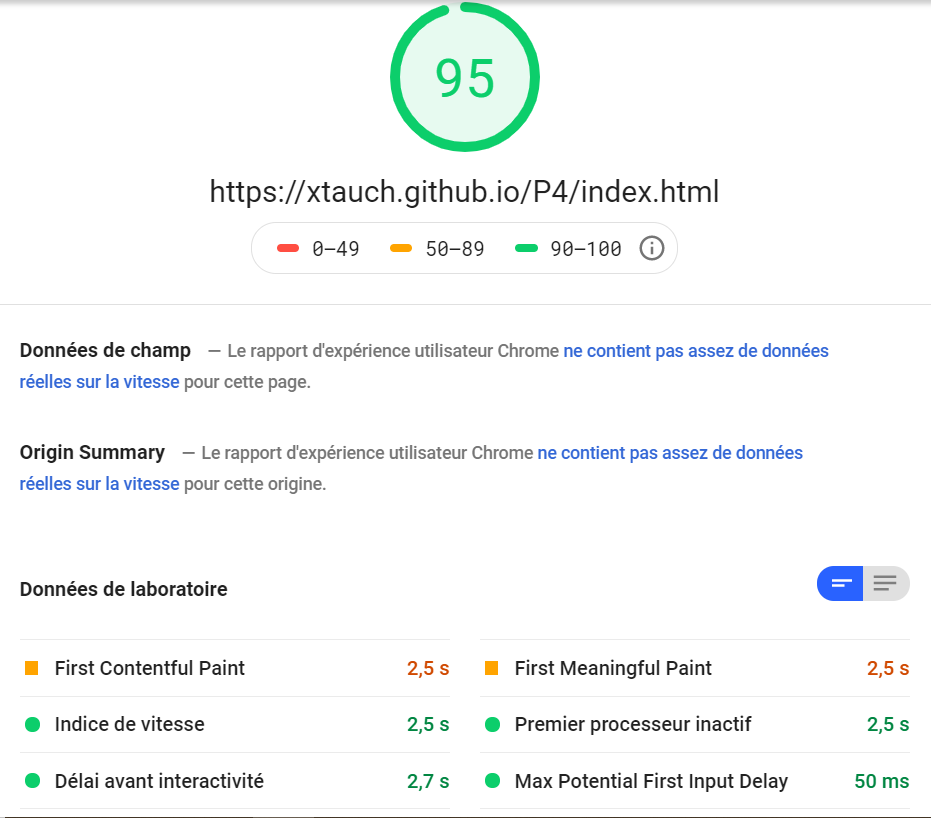 95
https://xtauch.github.io/P4/index.html
0–49 50–89 90–100
Données de champ — Le rapport d'expérience utilisateur Chrome ne contient pas assez de données
réelles sur la vitesse pour cette page.
Origin Summary — Le rapport d'expérience utilisateur Chrome ne contient pas assez de données
réelles sur la vitesse pour cette origine.
Données de laboratoire
First Contentful Paint 2,5 s First Meaningful Paint 2,5 s
Indice de vitesse 2,5 s Premier processeur inactif 2,5 s
Délai avant interactivité 2,7 s Max Potential First Input Delay 50 ms